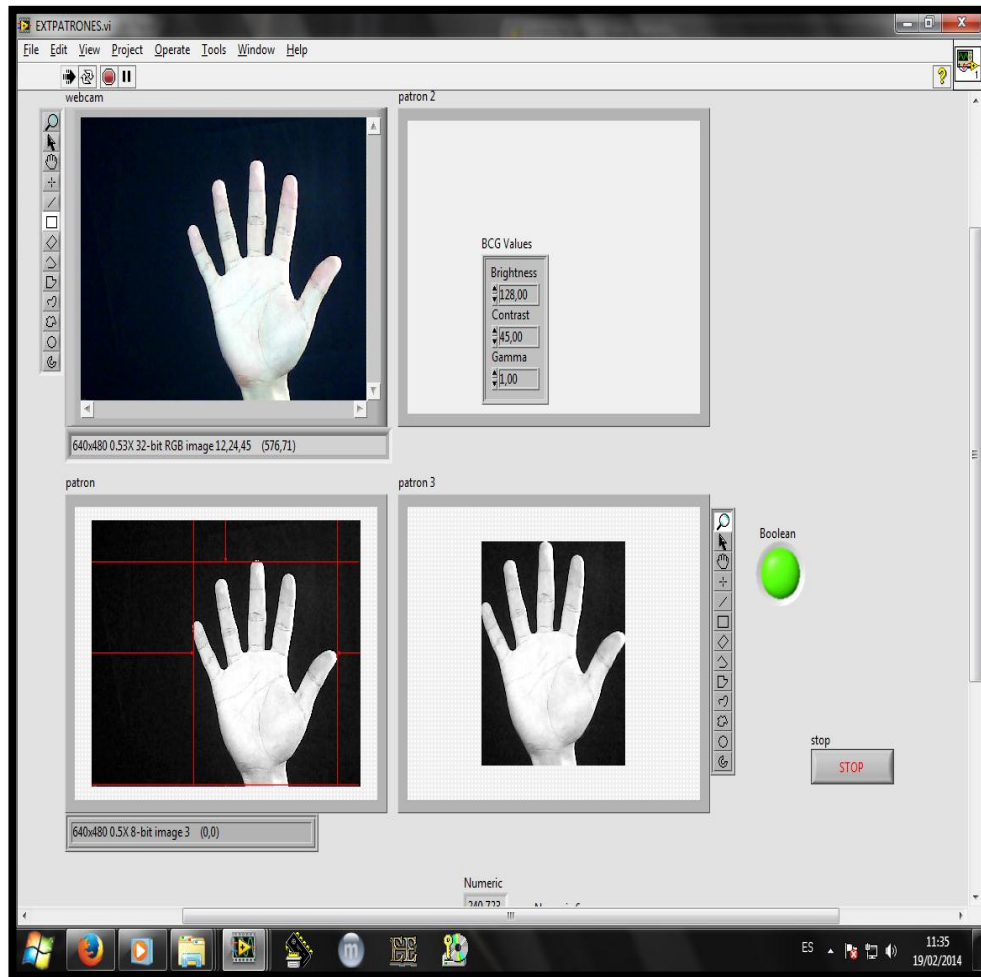 EXTPATRONES.vi
File Edit View Project Operate Tools Window Help
webcam
patron 2
BCG Values
Brightness
128,00
Contrast
45,00
Gamma
1,00
640x480 0.53X 32-bit RGB image 12,24,45 (576,71)
patron
patron 3
Boolean
stop
STOP
640x480 0.5X 8-bit image 3 (0,0)
Numeric
ES
11:35
19/02/2014